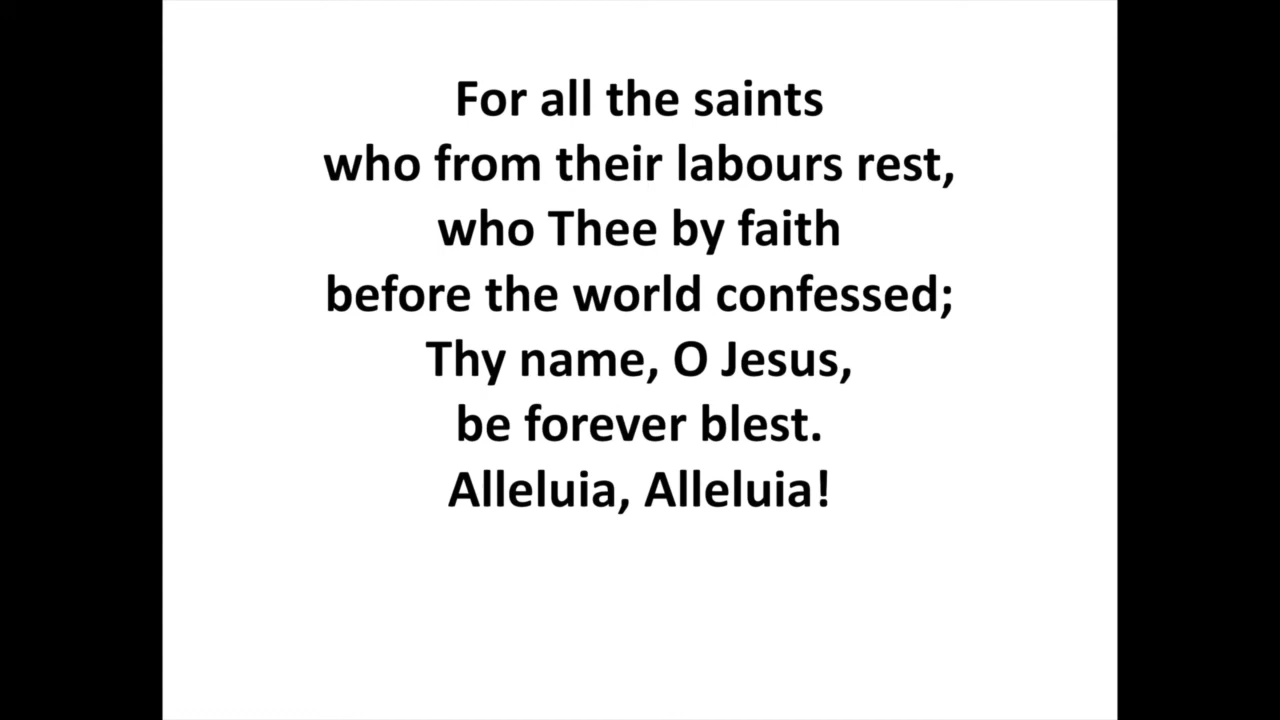 For all the saints
who from their labours rest,
who Thee by faith
before the world confessed;
Thy name, O Jesus,
be forever blest.
Alleluia, Alleluia!